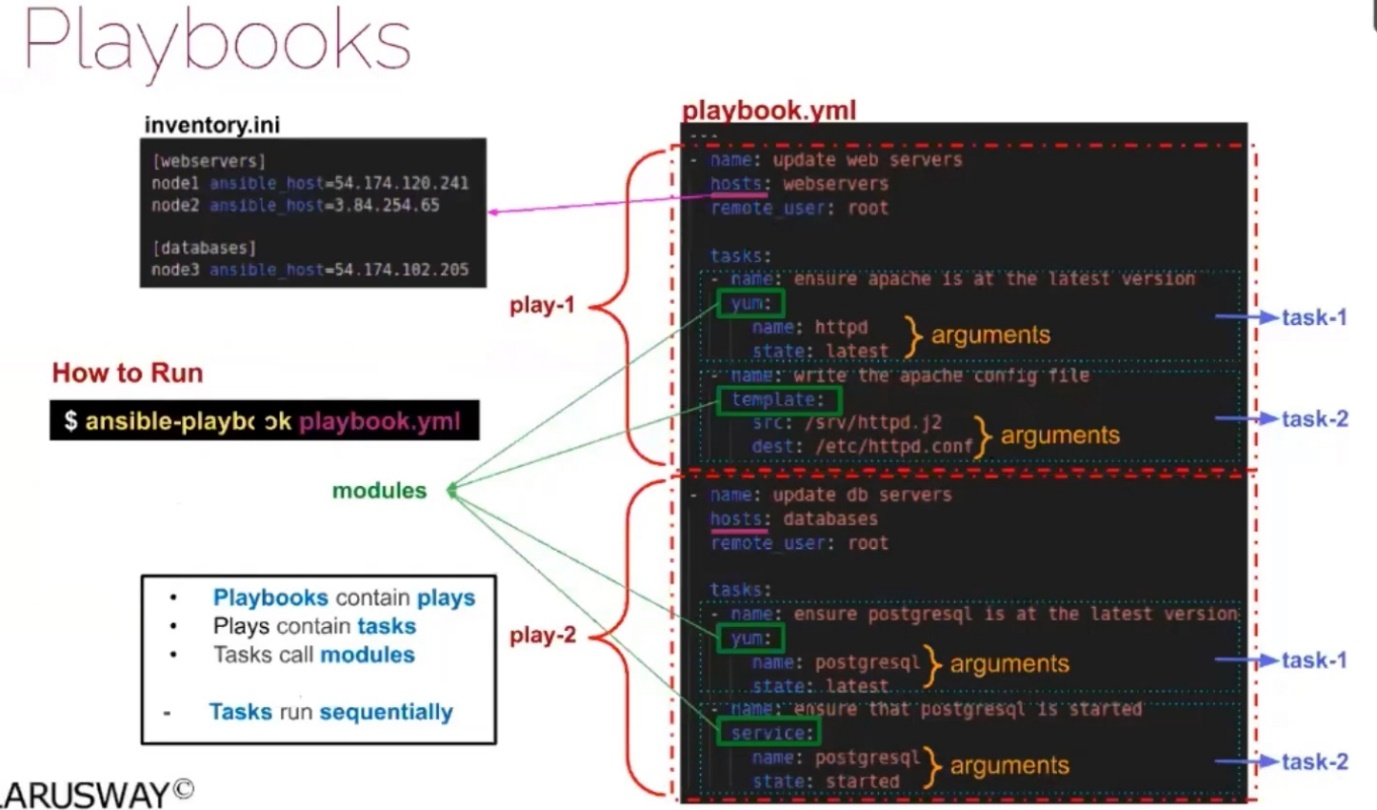 Playbooks
inventory.ini
[webservers]
node1 ansible_host=54.174.120.241
node2 ansible_host=3.84.254.65
[databases]
node3 ansible_host=54.174.102.205
How to Run
$ ansible-playbook playbook.yml
modules
• Playbooks contain plays
• Plays contain tasks
• Tasks call modules
- Tasks run sequentially
play-1
play-2
playbook.yml
---
- name: update web servers
hosts: webservers
remote_user: root
tasks:
- name: ensure apache is at the latest version
yum:
name: httpd
state: latest
arguments
task-1
- name: write the apache config file
template:
src: /srv/httpd.j2
dest: /etc/httpd.conf
arguments
task-2
- name: update db servers
hosts: databases
remote_user: root
tasks:
- name: ensure postgresql is at the latest version
yum:
name: postgresql
state: latest
arguments
task-1
- name: ensure that postgresql is started
service:
name: postgresql
state: started
arguments
task-2
LARUSWAY©